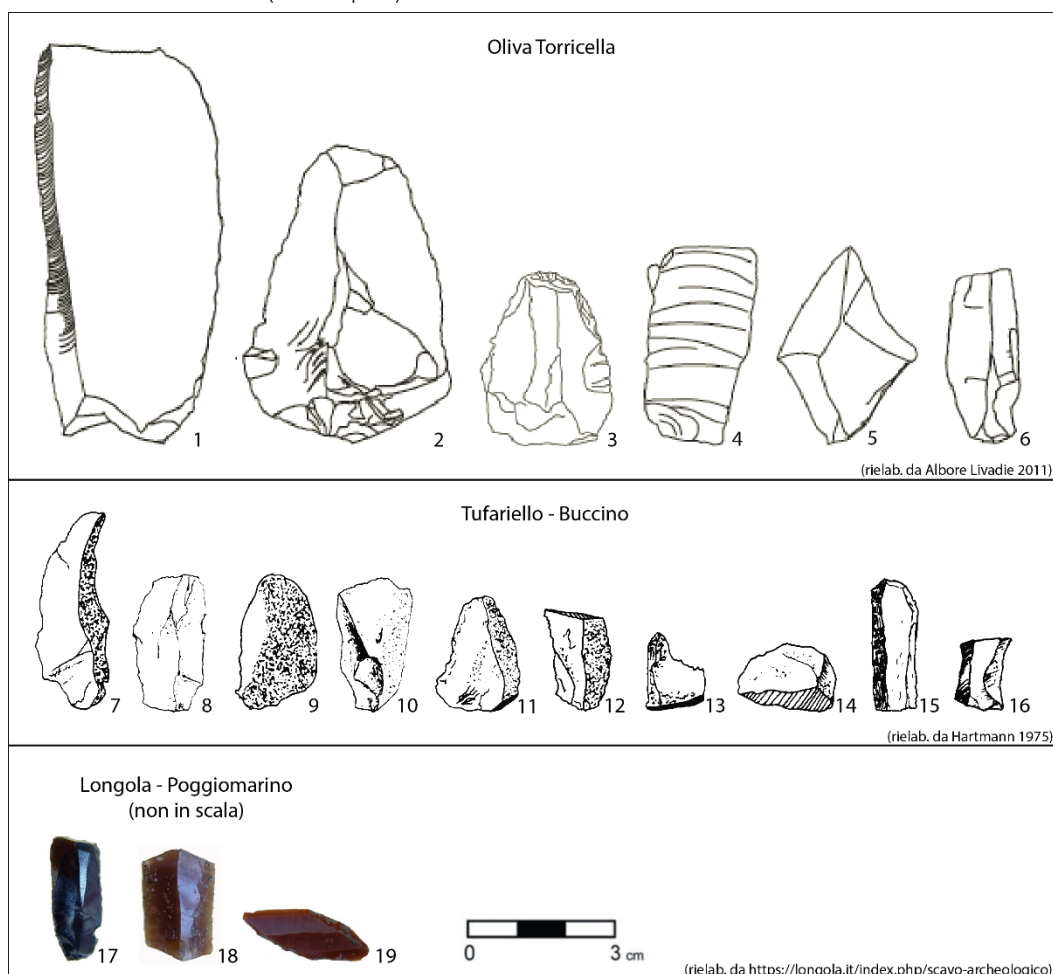 Oliva Torricella
1 2 3 4 5 6
(rielab. da Albore Livadie 2011)
Tufariello - Buccino
7 8 9 10 11 12 13 14 15 16
(rielab. da Hartmann 1975)
Longola - Poggiomarino
(non in scala)
17 18 19
0 3 cm
(rielab. da https://longola.it/index.php/scavo-archeologico)